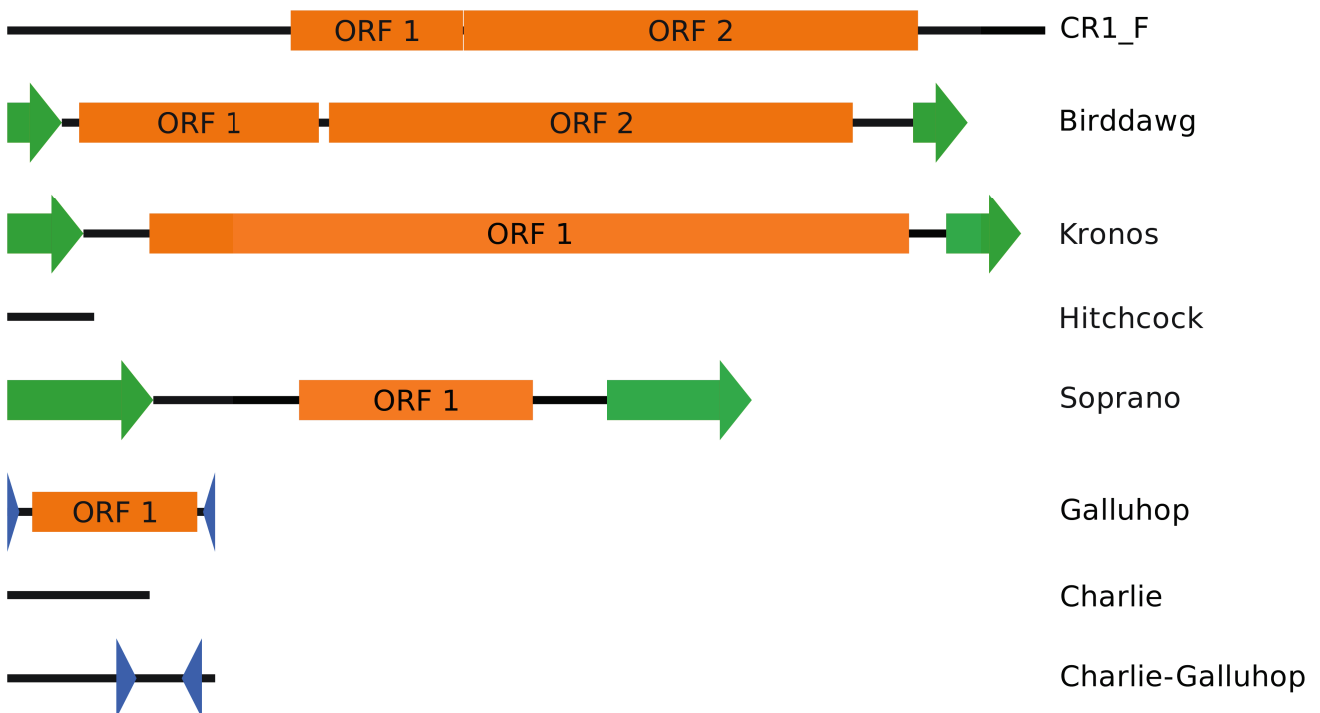 ORF 1 ORF 2 CR1_F
ORF 1 ORF 2 Birddawg
ORF 1 Kronos
Hitchcock
ORF 1 Soprano
ORF 1 Galluhop
Charlie
Charlie-Galluhop